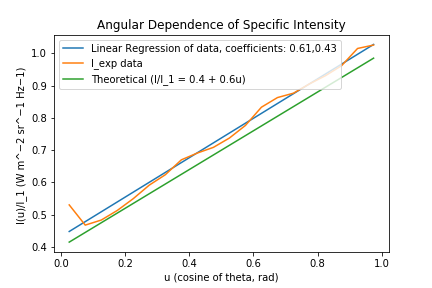 Angular Dependence of Specific Intensity
Linear Regression of data, coefficients: 0.61,0.43
I_exp data
Theoretical (I/I_1 = 0.4 + 0.6u)
I(u)/I_1 (W m^−2 sr^−1 Hz−1)
1.0
0.9
0.8
0.7
0.6
0.5
0.4
0.0 0.2 0.4 0.6 0.8 1.0
u (cosine of theta, rad)